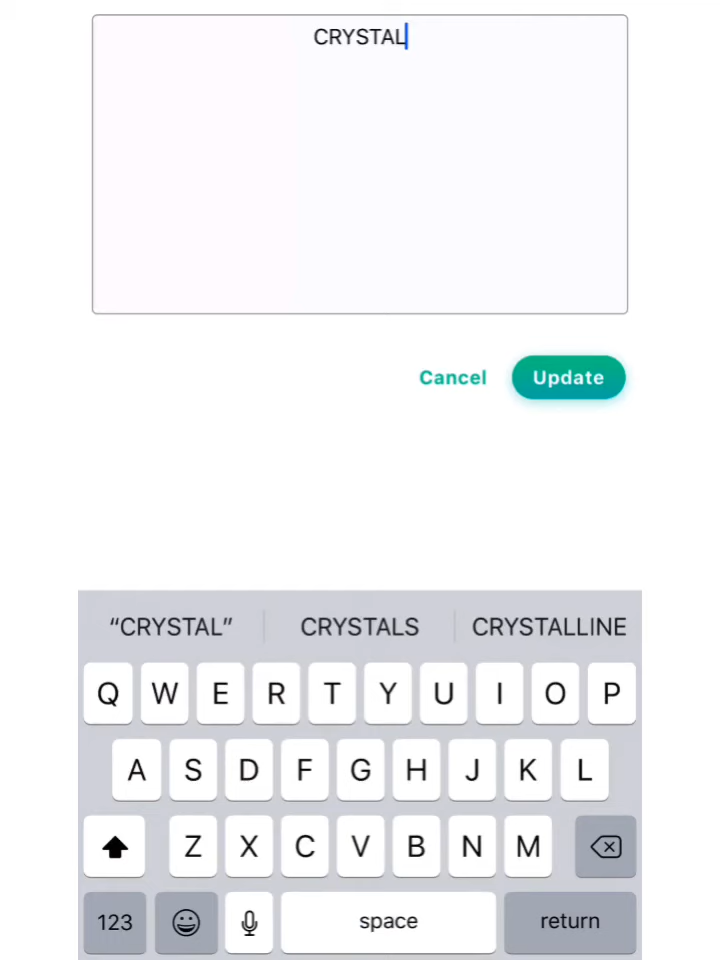 CRYSTAL
Cancel Update
“CRYSTAL” CRYSTALS CRYSTALLINE
Q W E R T Y U I O P
A S D F G H J K L
Z X C V B N M
123 space return